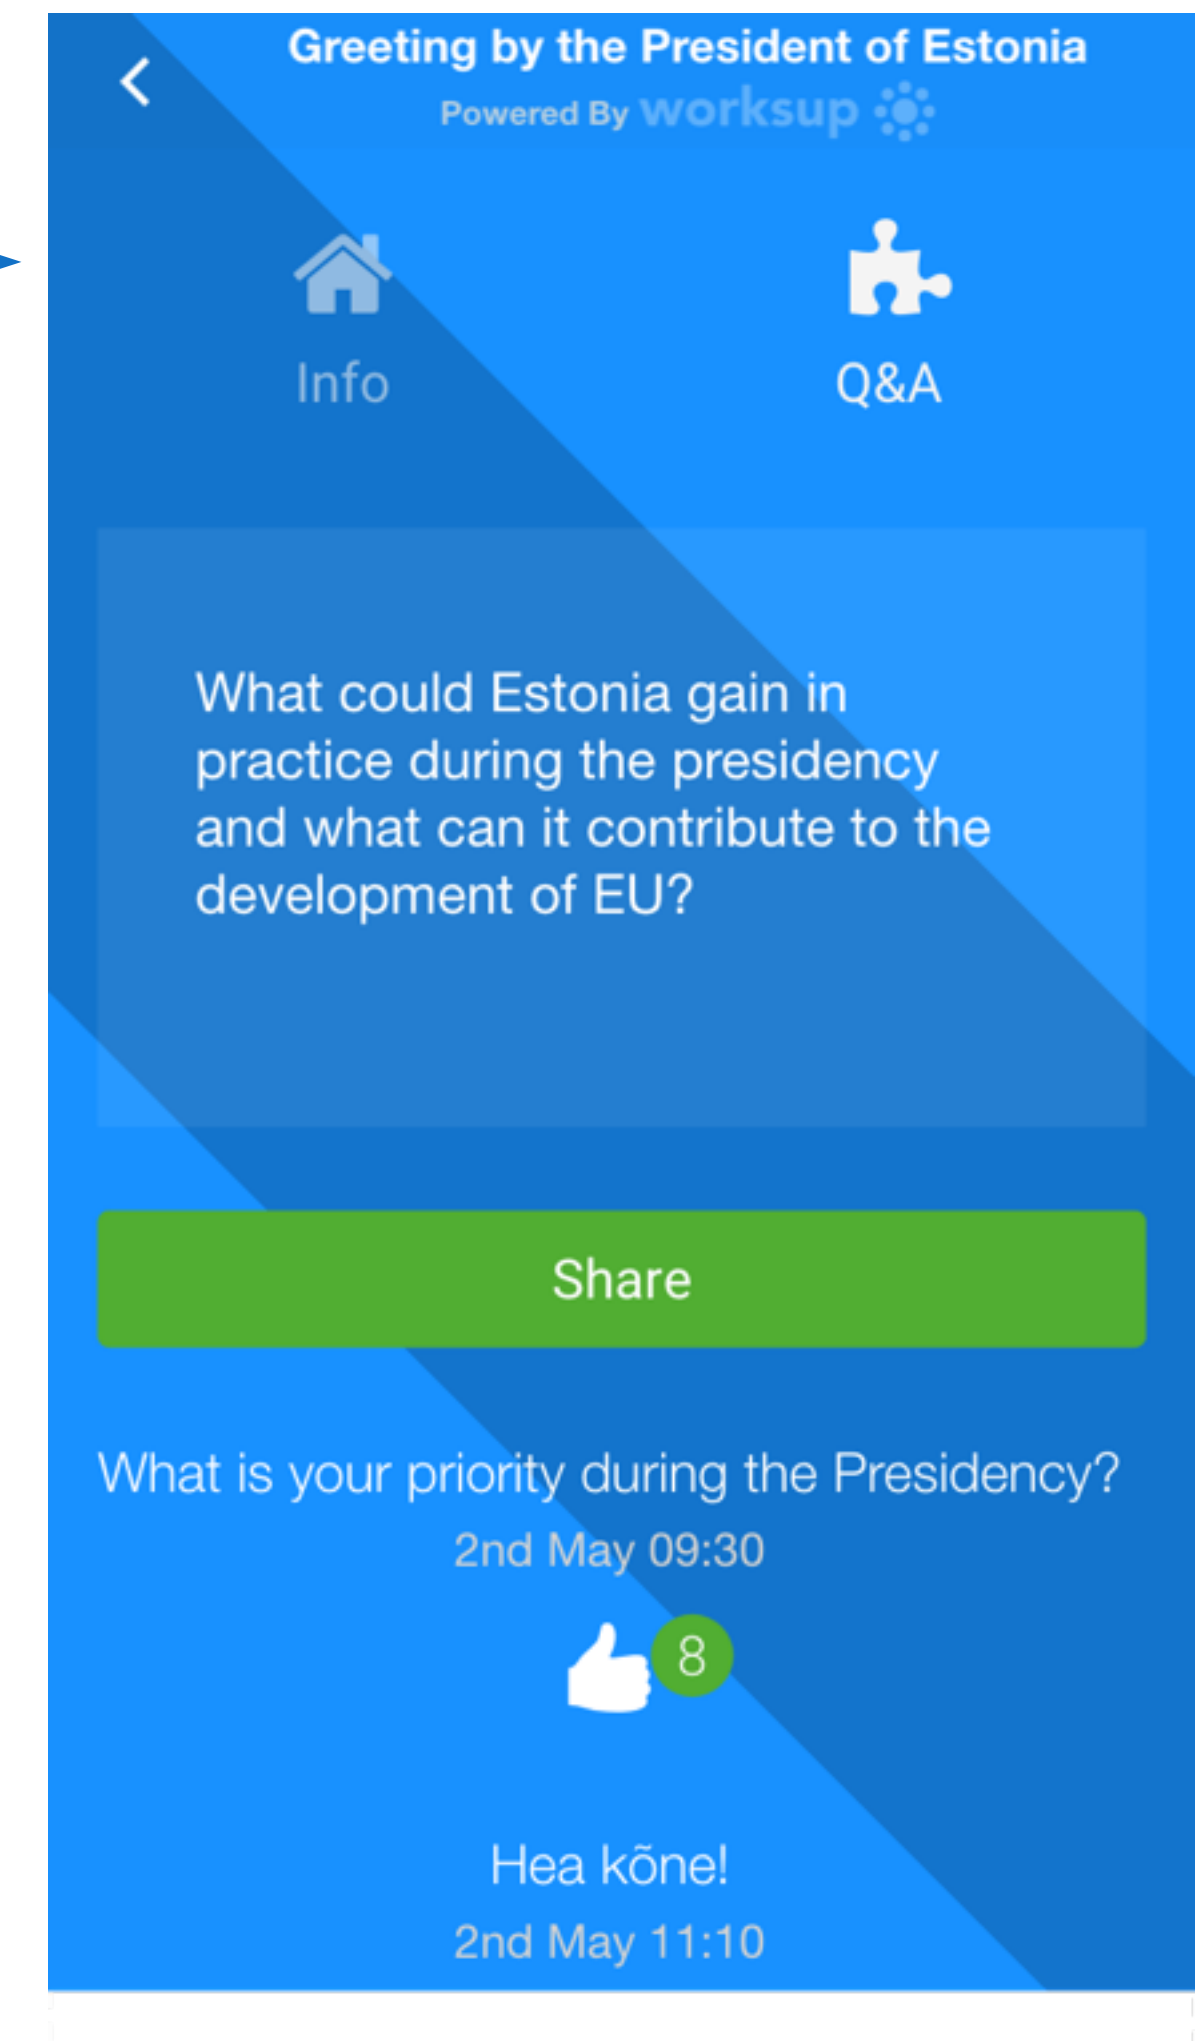 Greeting by the President of Estonia
Powered By worksup
Info
Q&A
What could Estonia gain in
practice during the presidency
and what can it contribute to the
development of EU?
Share
What is your priority during the Presidency?
2nd May 09:30
8
Hea kõne!
2nd May 11:10